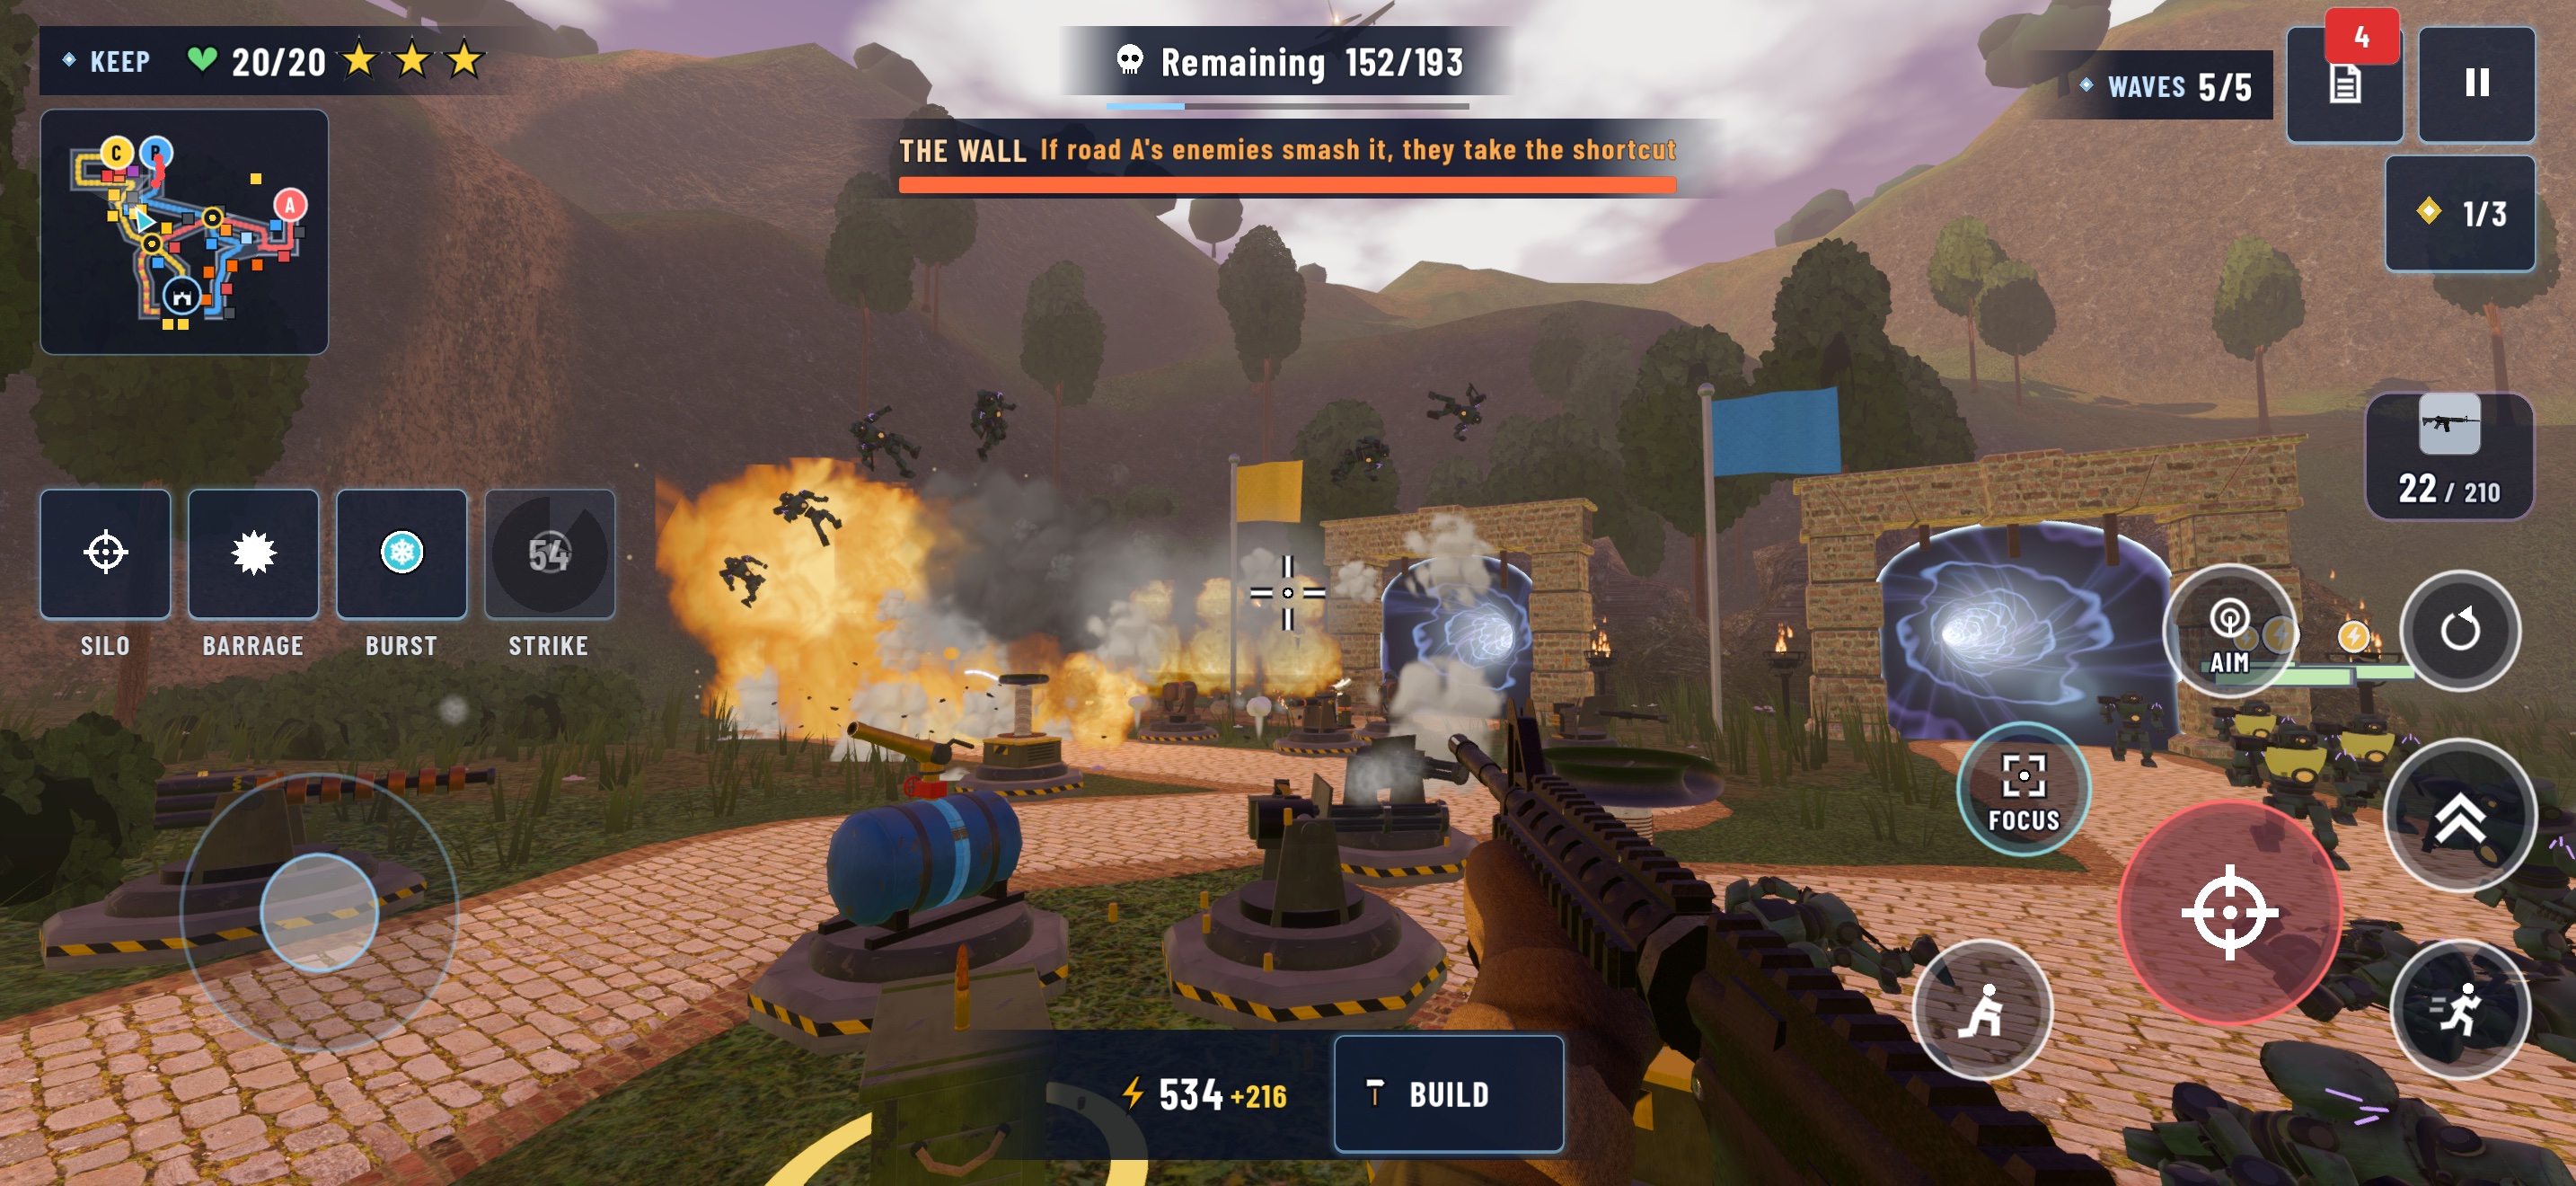 KEEP 20/20
Remaining 152/193
THE WALL If road A's enemies smash it, they take the shortcut
WAVES 5/5
4
1/3
C
A
22 / 210
54
SILO
BARRAGE
BURST
STRIKE
AIM
FOCUS
534 +216
BUILD